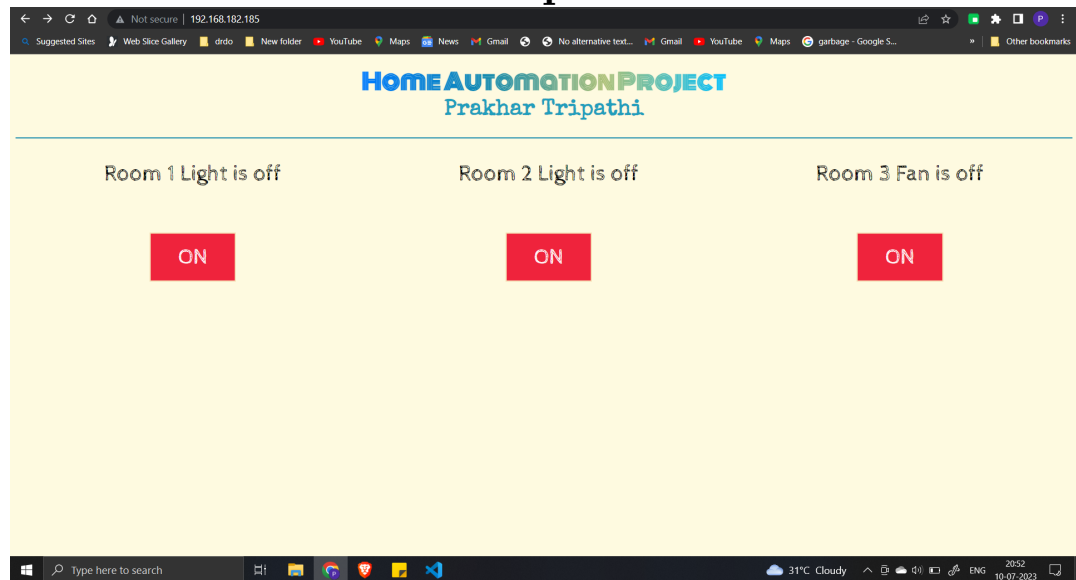 Not secure | 192.168.182.185
P
Suggested Sites Web Slice Gallery drdo New folder YouTube Maps News Gmail No alternative text... Gmail YouTube Maps garbage - Google S... » Other bookmarks
HOME AUTOMATION PROJECT
Prakhar Tripathi
Room 1 Light is off Room 2 Light is off Room 3 Fan is off
ON ON ON
Type here to search 31°C Cloudy ENG 20:52
10-07-2023